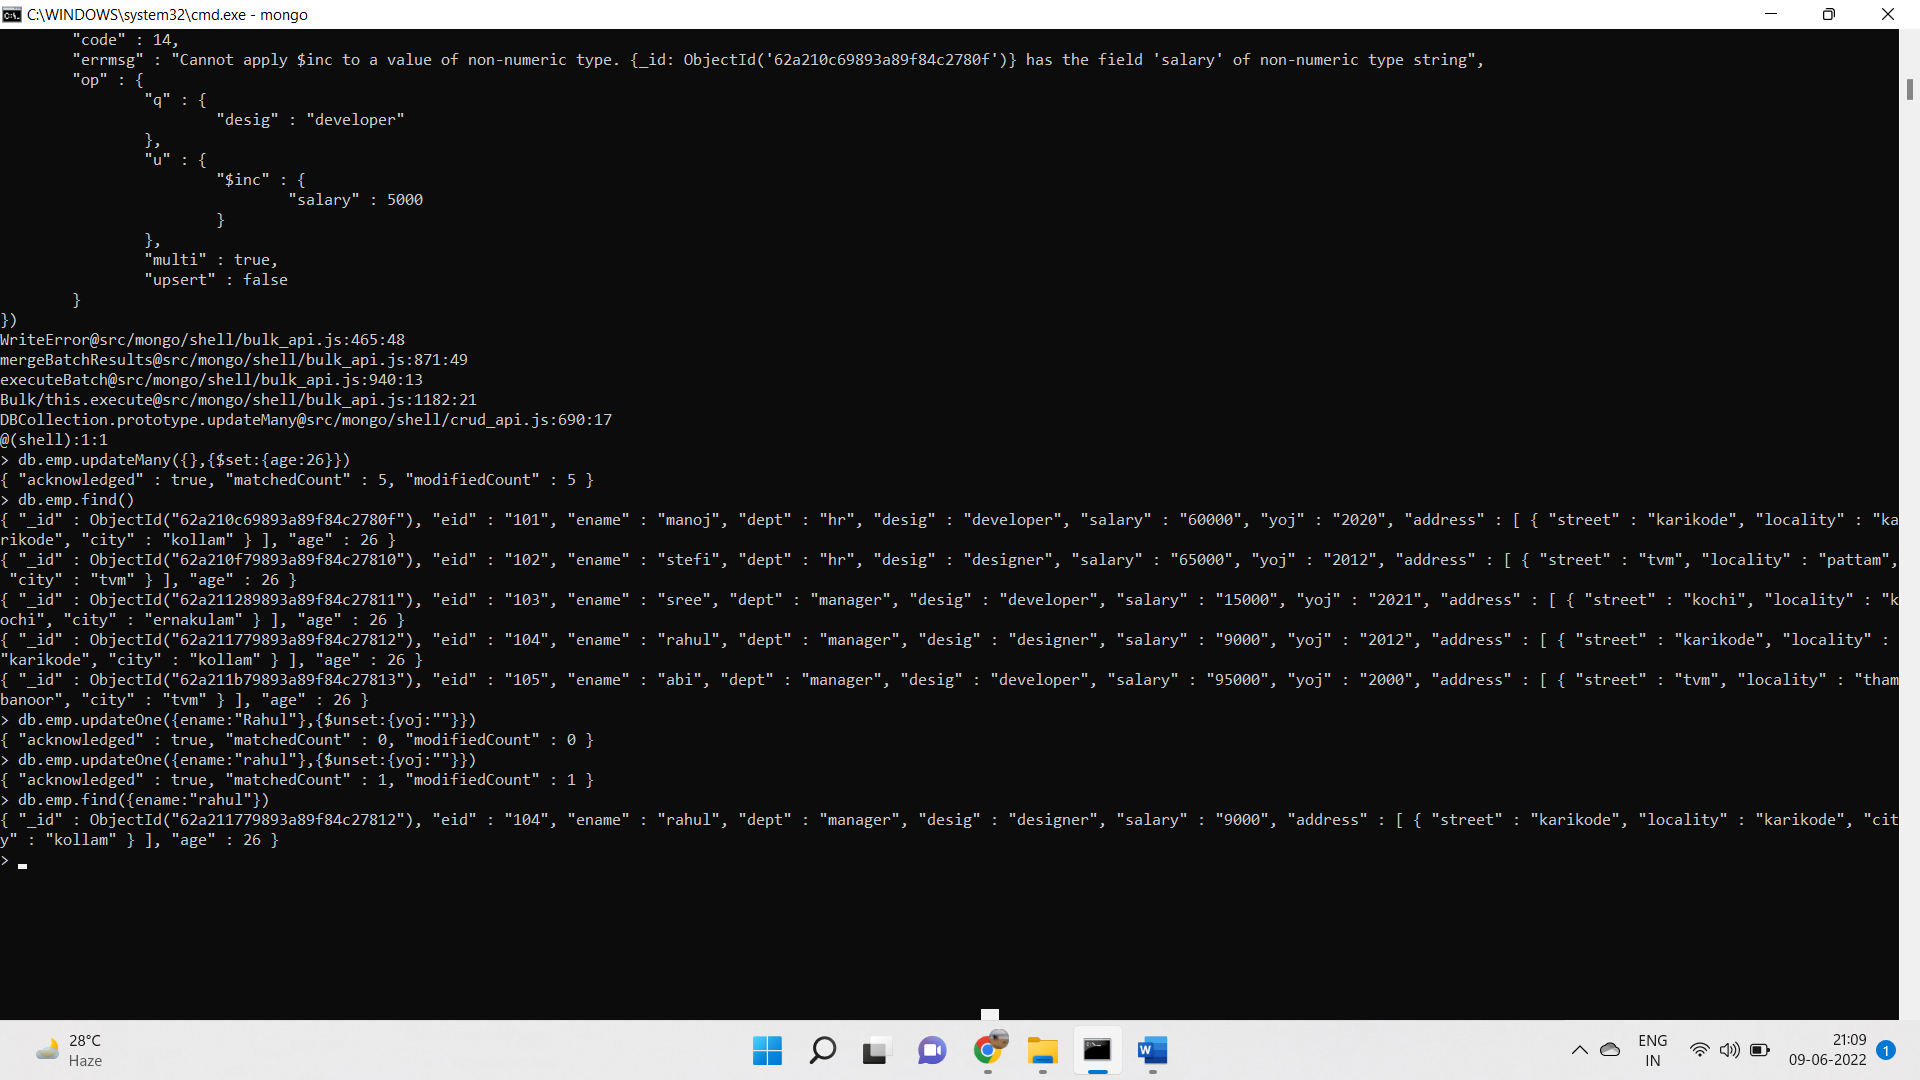 C:\WINDOWS\system32\cmd.exe - mongo
"code" : 14,
"errmsg" : "Cannot apply $inc to a value of non-numeric type. {_id: ObjectId('62a210c69893a89f84c2780f')} has the field 'salary' of non-numeric type string",
"op" : {
"q" : {
"desig" : "developer"
},
"u" : {
"$inc" : {
"salary" : 5000
}
},
"multi" : true,
"upsert" : false
}
})
WriteError@src/mongo/shell/bulk_api.js:465:48
mergeBatchResults@src/mongo/shell/bulk_api.js:871:49
executeBatch@src/mongo/shell/bulk_api.js:940:13
Bulk/this.execute@src/mongo/shell/bulk_api.js:1182:21
DBCollection.prototype.updateMany@src/mongo/shell/crud_api.js:690:17
@(shell):1:1
> db.emp.updateMany({},{$set:{age:26}})
{ "acknowledged" : true, "matchedCount" : 5, "modifiedCount" : 5 }
> db.emp.find()
{ "_id" : ObjectId("62a210c69893a89f84c2780f"), "eid" : "101", "ename" : "manoj", "dept" : "hr", "desig" : "developer", "salary" : "60000", "yoj" : "2020", "address" : [ { "street" : "karikode", "locality" : "ka
rikode", "city" : "kollam" } ], "age" : 26 }
{ "_id" : ObjectId("62a210f79893a89f84c27810"), "eid" : "102", "ename" : "stefi", "dept" : "hr", "desig" : "designer", "salary" : "65000", "yoj" : "2012", "address" : [ { "street" : "tvm", "locality" : "pattam",
"city" : "tvm" } ], "age" : 26 }
{ "_id" : ObjectId("62a211289893a89f84c27811"), "eid" : "103", "ename" : "sree", "dept" : "manager", "desig" : "developer", "salary" : "15000", "yoj" : "2021", "address" : [ { "street" : "kochi", "locality" : "k
ochi", "city" : "ernakulam" } ], "age" : 26 }
{ "_id" : ObjectId("62a211779893a89f84c27812"), "eid" : "104", "ename" : "rahul", "dept" : "manager", "desig" : "designer", "salary" : "9000", "yoj" : "2012", "address" : [ { "street" : "karikode", "locality" :
"karikode", "city" : "kollam" } ], "age" : 26 }
{ "_id" : ObjectId("62a211b79893a89f84c27813"), "eid" : "105", "ename" : "abi", "dept" : "manager", "desig" : "developer", "salary" : "95000", "yoj" : "2000", "address" : [ { "street" : "tvm", "locality" : "tham
banoor", "city" : "tvm" } ], "age" : 26 }
> db.emp.updateOne({ename:"Rahul"},{$unset:{yoj:""}})
{ "acknowledged" : true, "matchedCount" : 0, "modifiedCount" : 0 }
> db.emp.updateOne({ename:"rahul"},{$unset:{yoj:""}})
{ "acknowledged" : true, "matchedCount" : 1, "modifiedCount" : 1 }
> db.emp.find({ename:"rahul"})
{ "_id" : ObjectId("62a211779893a89f84c27812"), "eid" : "104", "ename" : "rahul", "dept" : "manager", "desig" : "designer", "salary" : "9000", "address" : [ { "street" : "karikode", "locality" : "karikode", "cit
y" : "kollam" } ], "age" : 26 }
>
28°C
Haze
W
ENG
IN
21:09
09-06-2022
1